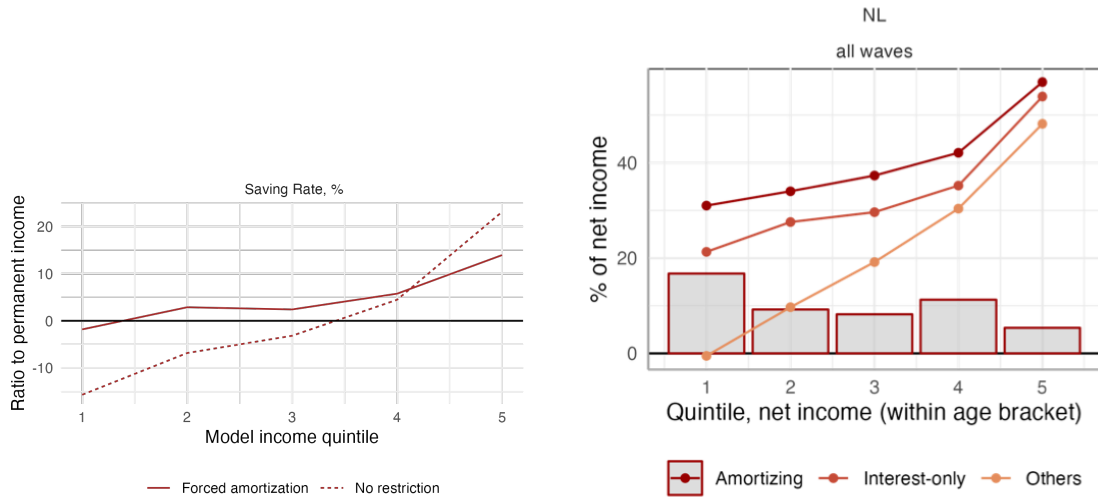 Saving Rate, %
Ratio to permanent income
20
10
0
-10
1 2 3 4 5
Model income quintile
Forced amortization No restriction
NL
all waves
% of net income
40
20
0
1 2 3 4 5
Quintile, net income (within age bracket)
Amortizing Interest-only Others